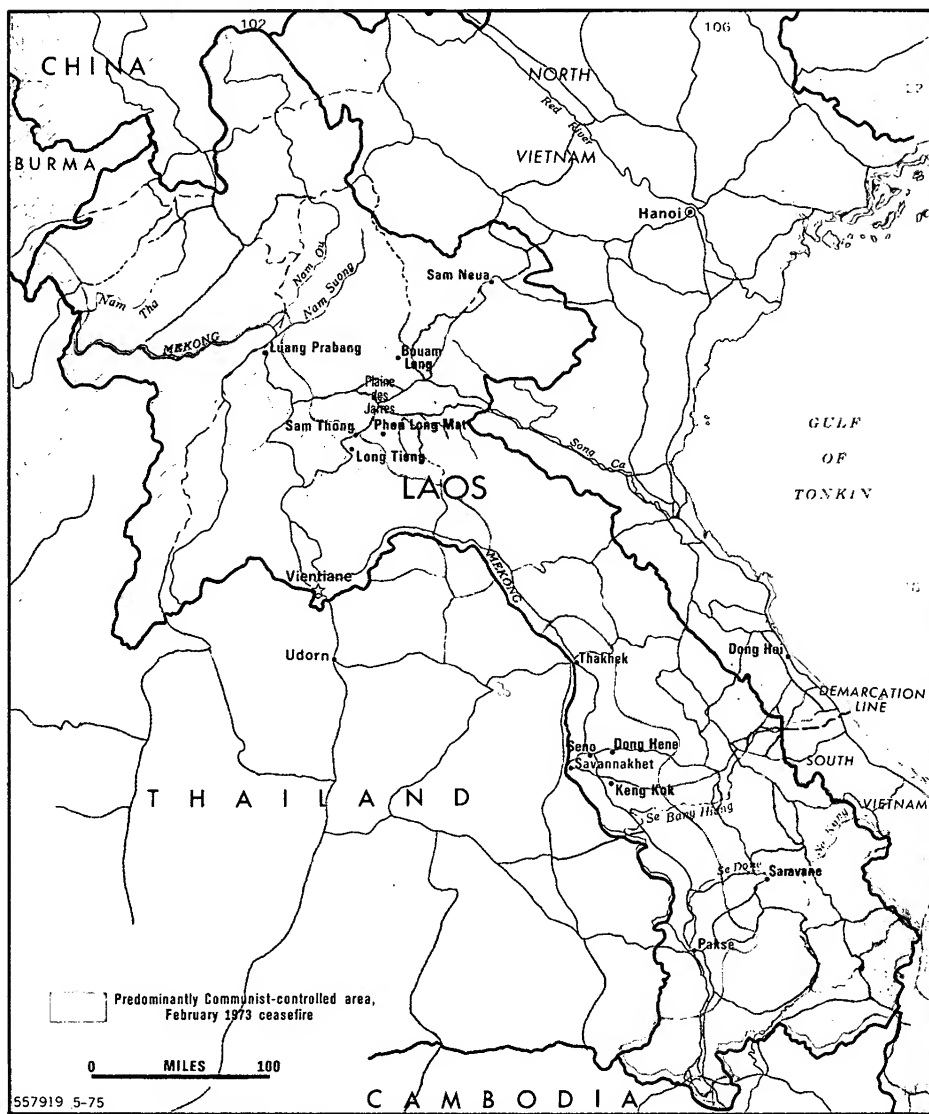 102
106
CHINA
NORTH
Red River
VIETNAM
BURMA
Hanoi
Nam Ou
Nam Suong
Sam Neua
Nam Tha
MEKONG
Luang Prabang
Bouam Long
Plaine des Jarres
Sam Thong
Phou Long Mat
Long Tieng
LAOS
Song Ca
GULF
OF
TONKIN
Vientiane
MEKONG
Udorn
Thakhek
Dong Hoi
DEMARCATION
LINE
Seno
Dong Hene
Savannakhet
SOUTH
VIETNAM
Keng Kok
THAILAND
Se Bang Hieng
Se Kong
Se Done
Saravane
Pakse
Predominantly Communist-controlled area,
February 1973 ceasefire
0 MILES 100
CAMBODIA
557919 5-75